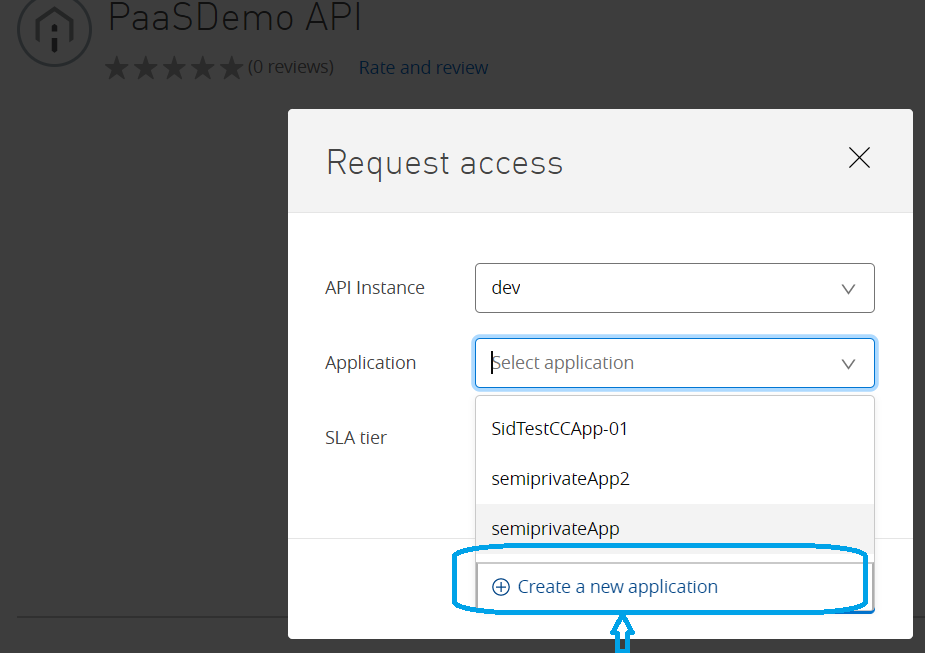 PaaSDemo API
(0 reviews) Rate and review
Request access
API Instance dev
Application Select application
SidTestCCApp-01
SLA tier
semiprivateApp2
semiprivateApp
Create a new application